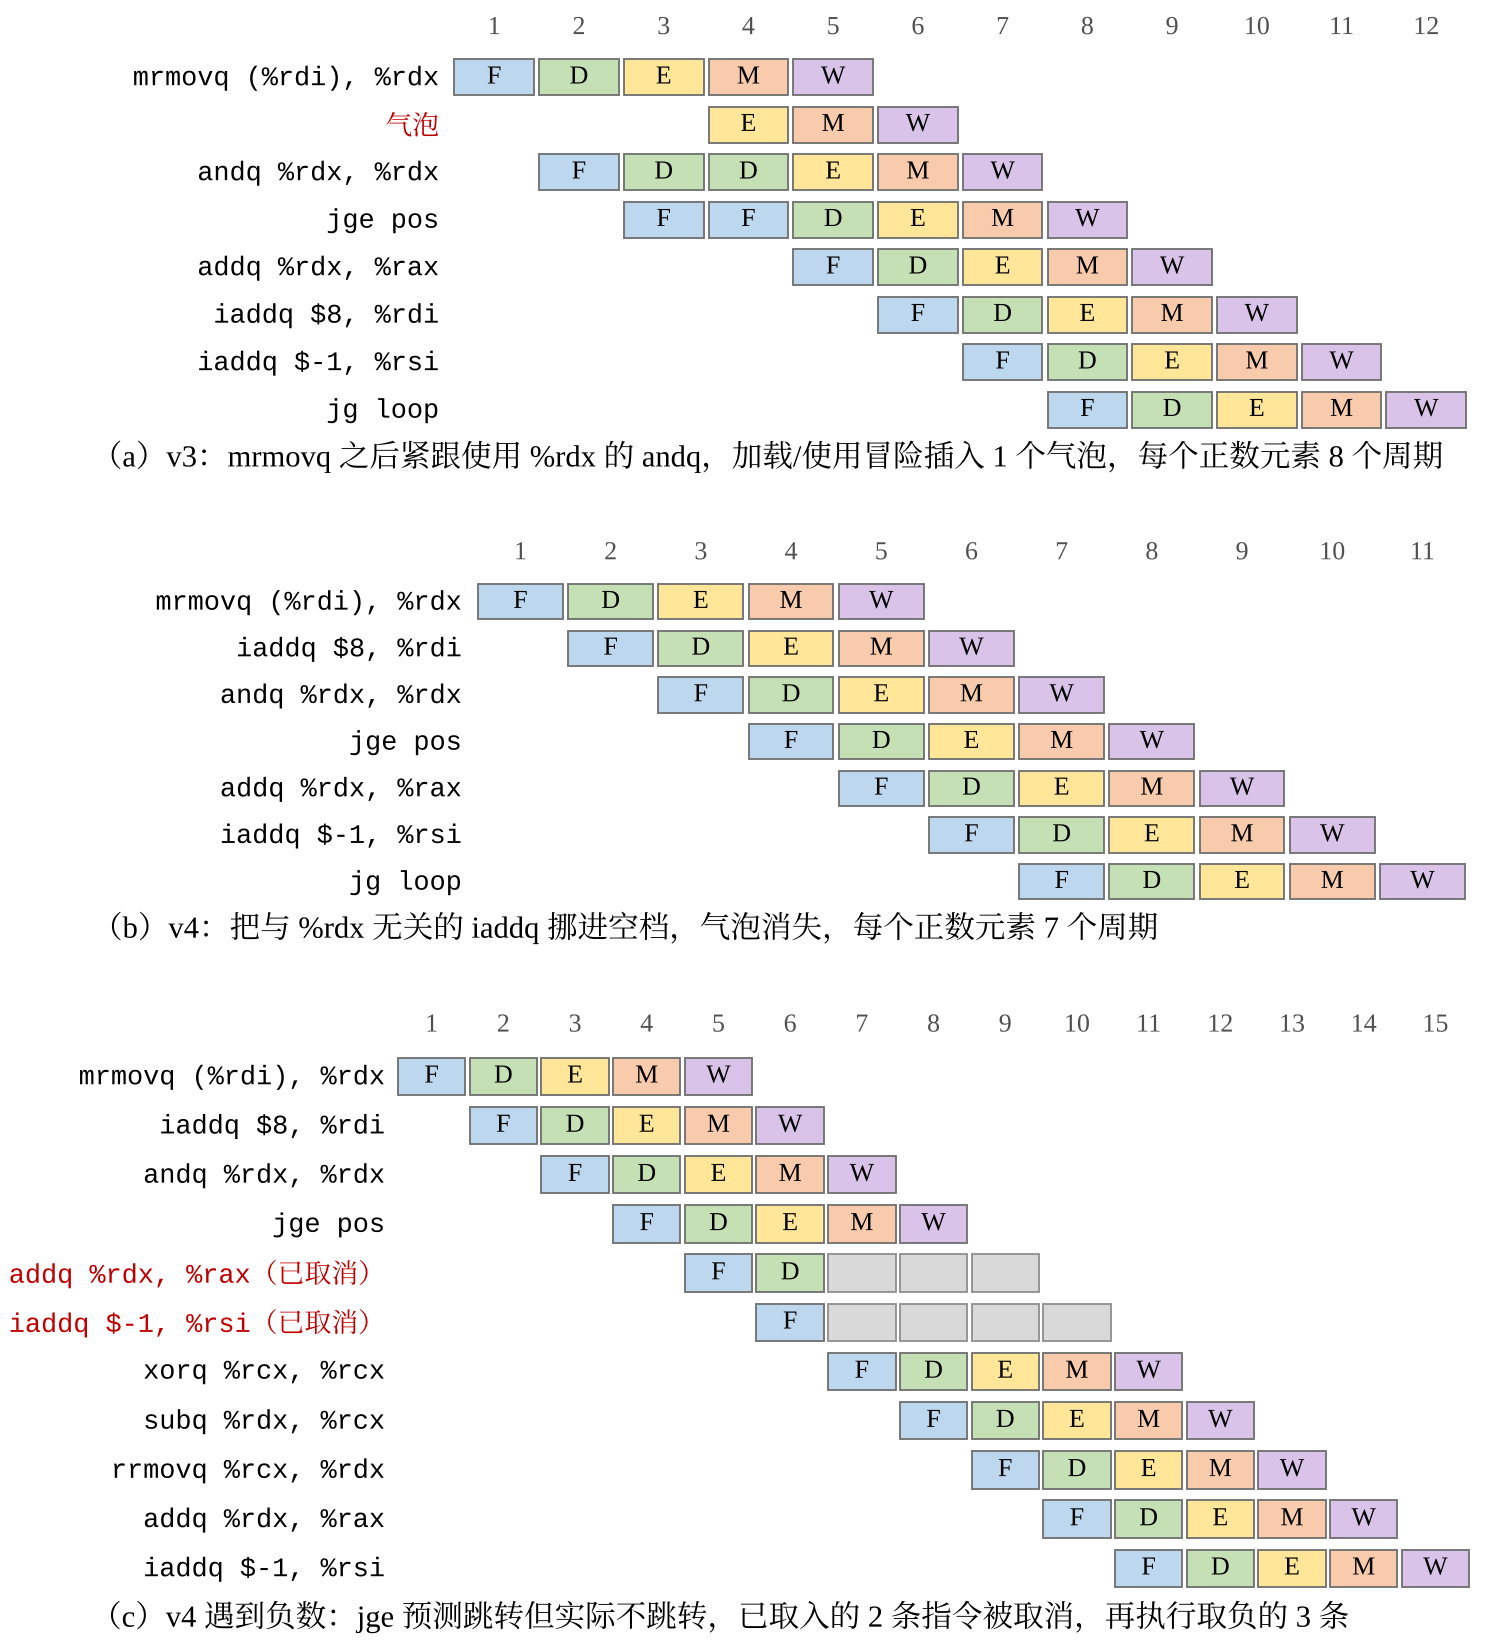 1 2 3 4 5 6 7 8 9 10 11 12
mrmovq (%rdi), %rdx F D E M W
气泡 E M W
andq %rdx, %rdx F D D E M W
jge pos F F D E M W
addq %rdx, %rax F D E M W
iaddq $8, %rdi F D E M W
iaddq $-1, %rsi F D E M W
jg loop F D E M W
（a）v3：mrmovq 之后紧跟使用 %rdx 的 andq，加载/使用冒险插入 1 个气泡，每个正数元素 8 个周期
1 2 3 4 5 6 7 8 9 10 11
mrmovq (%rdi), %rdx F D E M W
iaddq $8, %rdi F D E M W
andq %rdx, %rdx F D E M W
jge pos F D E M W
addq %rdx, %rax F D E M W
iaddq $-1, %rsi F D E M W
jg loop F D E M W
（b）v4：把与 %rdx 无关的 iaddq 挪进空档，气泡消失，每个正数元素 7 个周期
1 2 3 4 5 6 7 8 9 10 11 12 13 14 15
mrmovq (%rdi), %rdx F D E M W
iaddq $8, %rdi F D E M W
andq %rdx, %rdx F D E M W
jge pos F D E M W
addq %rdx, %rax（已取消） F D
iaddq $-1, %rsi（已取消） F
xorq %rcx, %rcx F D E M W
subq %rdx, %rcx F D E M W
rrmovq %rcx, %rdx F D E M W
addq %rdx, %rax F D E M W
iaddq $-1, %rsi F D E M W
（c）v4 遇到负数：jge 预测跳转但实际不跳转，已取入的 2 条指令被取消，再执行取负的 3 条